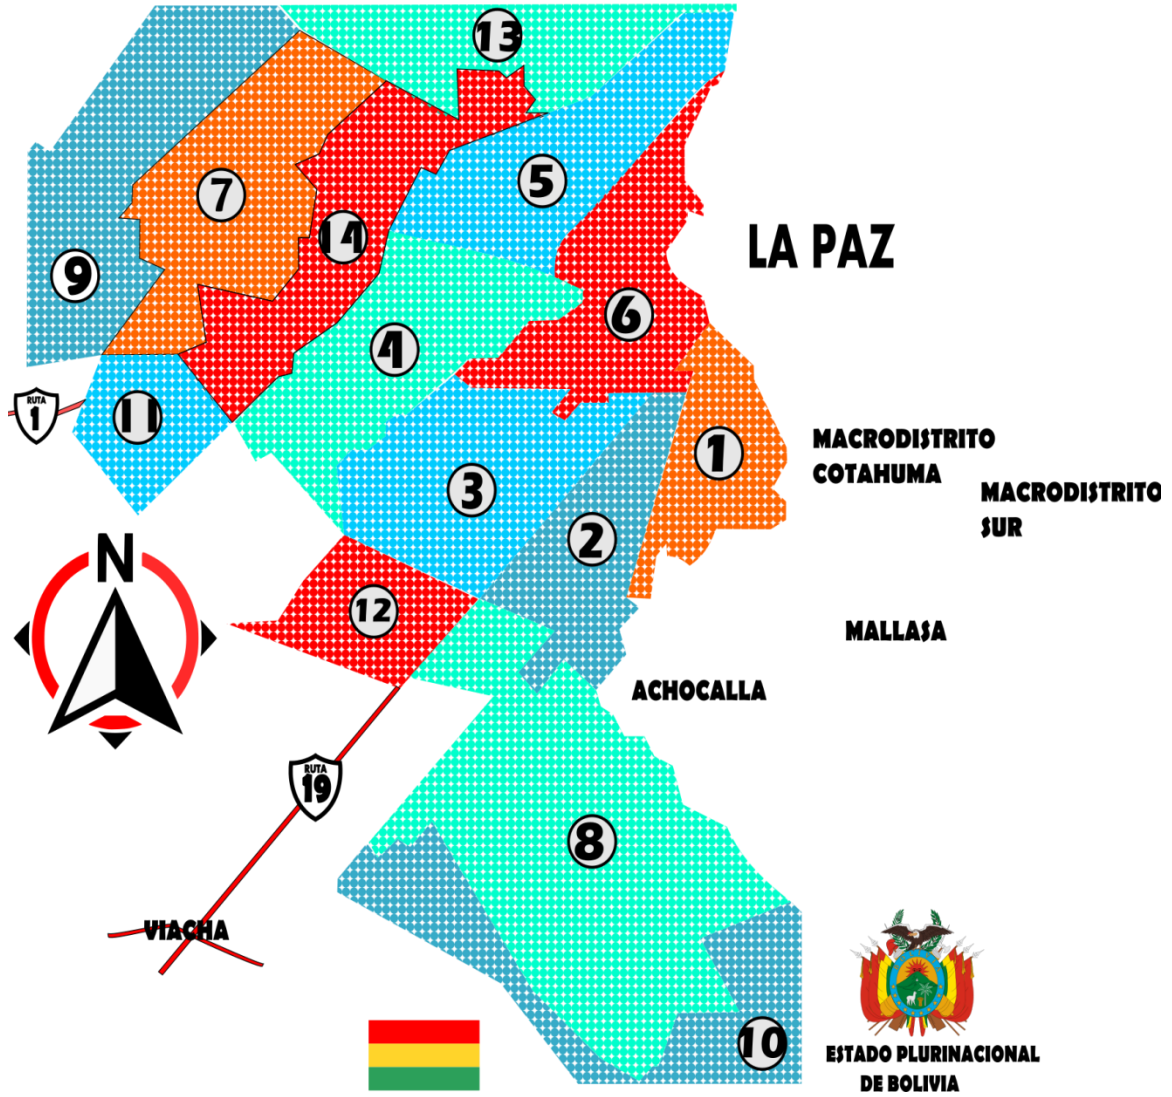 13
5
7
14
LA PAZ
9
6
4
RUTA
1
11
1
MACRODISTRITO
COTAHUMA
3
MACRODISTRITO
SUR
2
N
12
MALLASA
ACHOCALLA
RUTA
19
8
VIACHA
10
ESTADO PLURINACIONAL
DE BOLIVIA